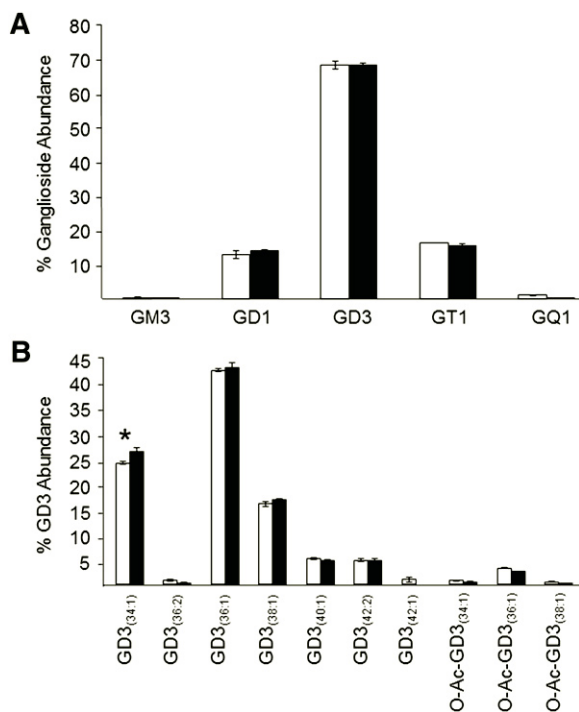 A
% Ganglioside Abundance
80
70
60
50
40
30
20
10
GM3 GD1 GD3 GT1 GQ1
B
% GD3 Abundance
45
40
35
30
25
20
15
10
5
*
GD3(34:1)
GD3(36:2)
GD3(36:1)
GD3(38:1)
GD3(40:1)
GD3(42:2)
GD3(42:1)
O-Ac-GD3(34:1)
O-Ac-GD3(36:1)
O-Ac-GD3(38:1)